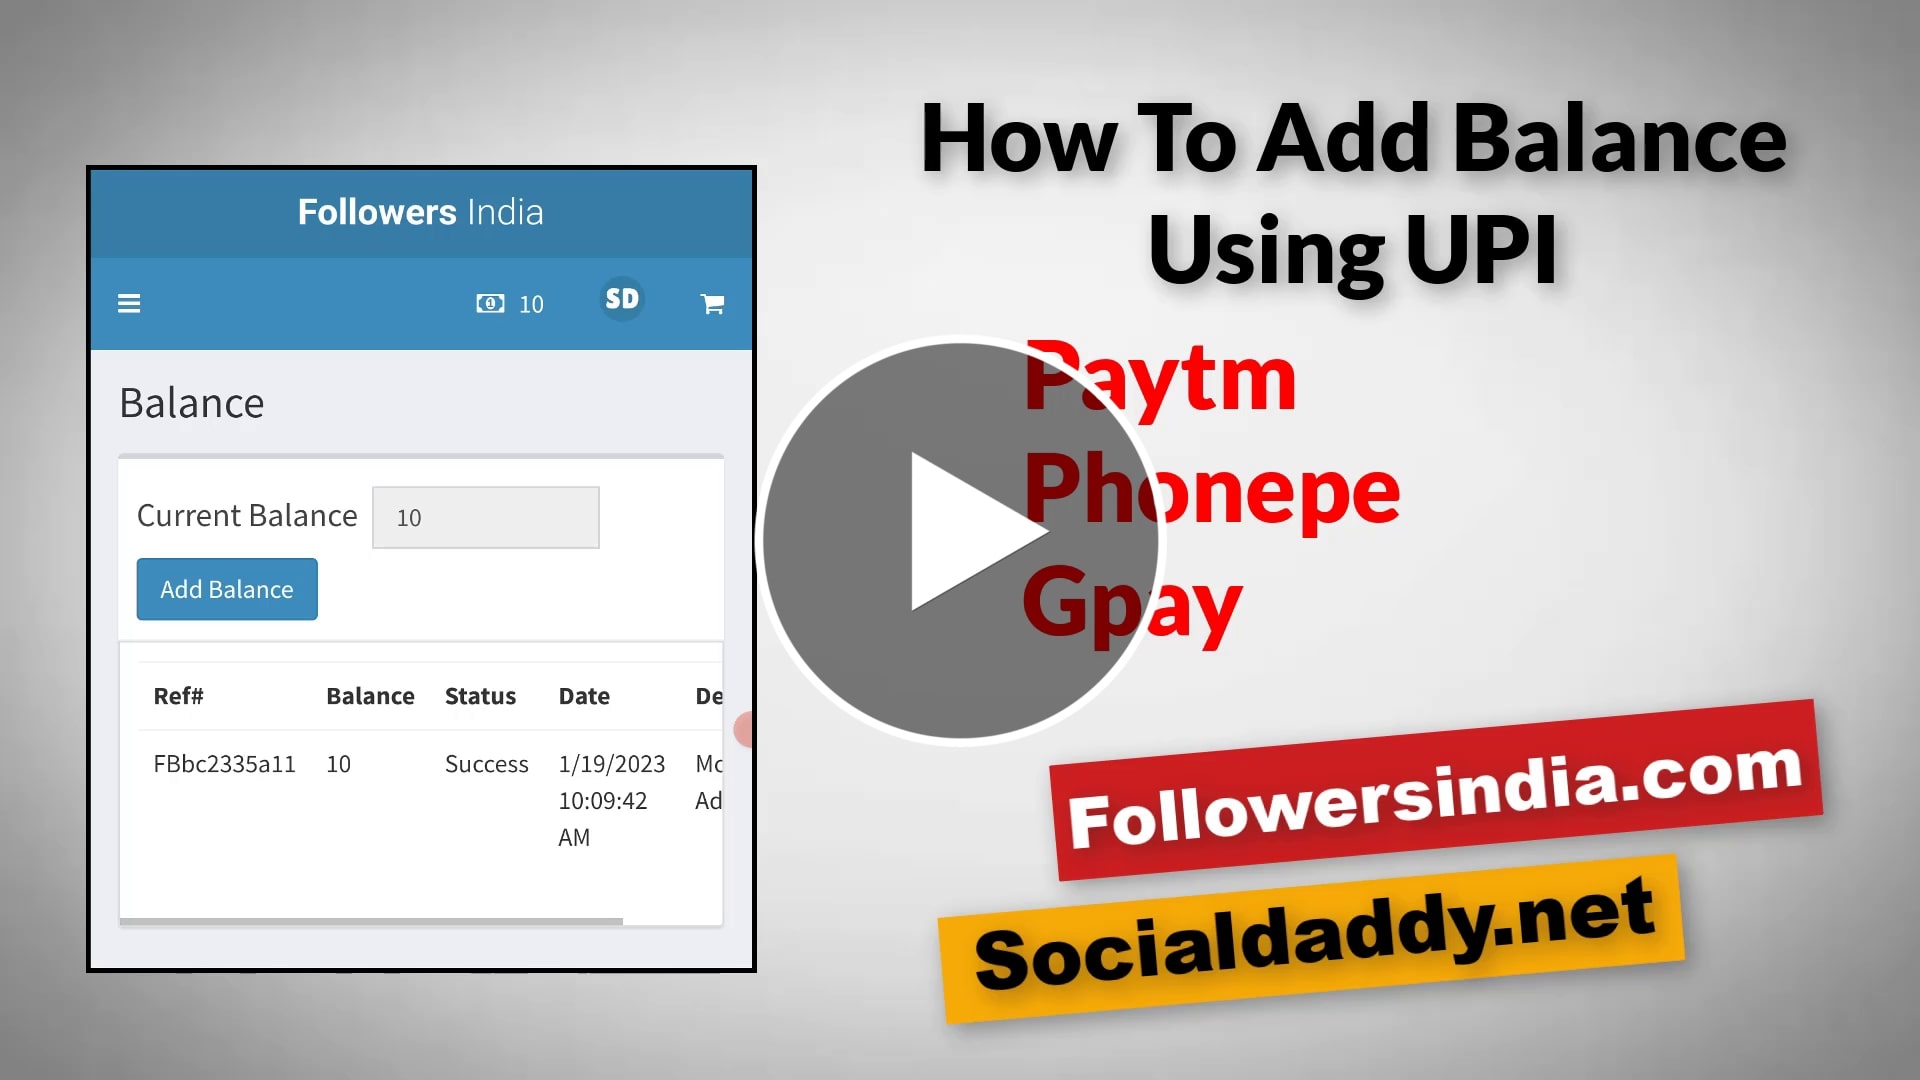 Followers India
10
SD
Balance
Current Balance 10
Add Balance
Ref# Balance Status Date De
FBbc2335a11 10 Success 1/19/2023 Mo
10:09:42 Ad
AM
How To Add Balance
Using UPI
Paytm
Phonepe
Gpay
Followersindia.com
Socialdaddy.net